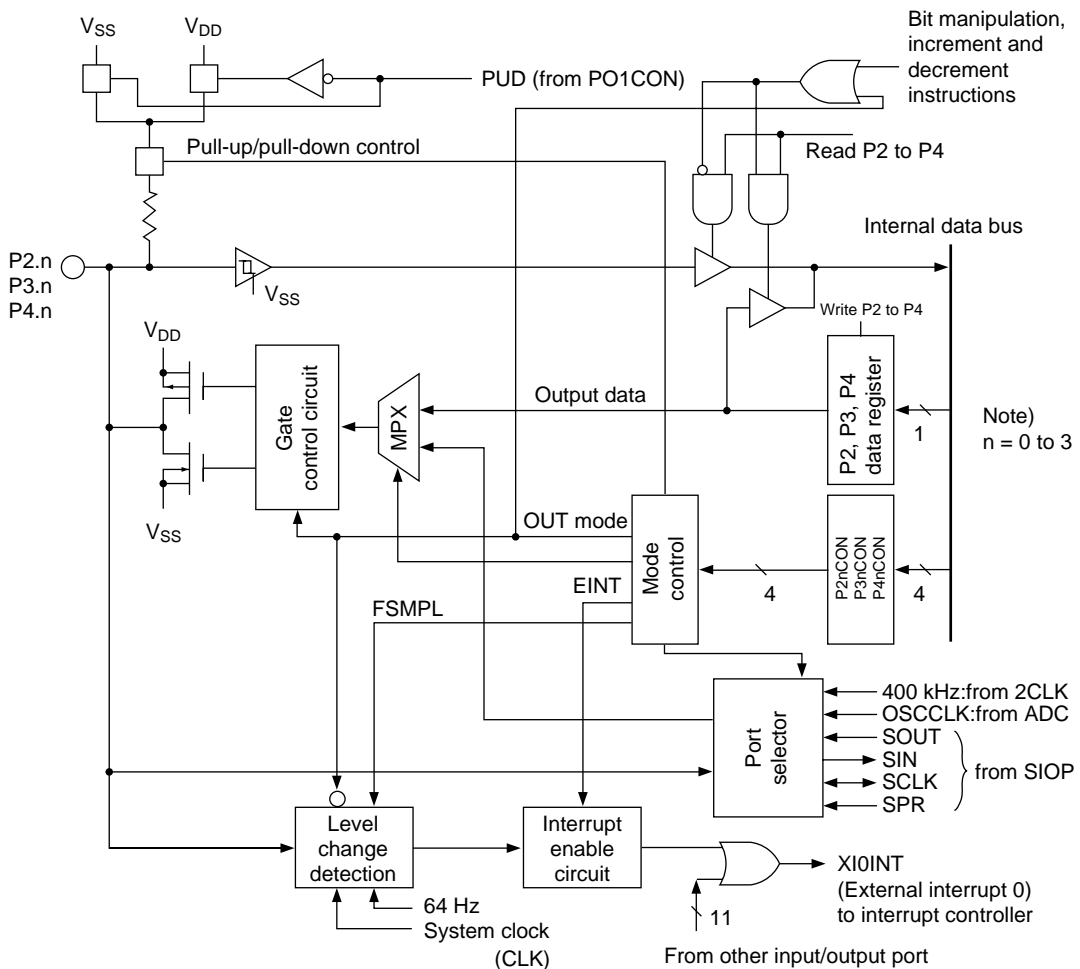 VSS
VDD
PUD (from PO1CON)
Bit manipulation,
increment and
decrement
instructions
Pull-up/pull-down control
Read P2 to P4
Internal data bus
P2.n
P3.n
P4.n
VSS
Write P2 to P4
VDD
Gate
control circuit
MPX
Output data
P2, P3, P4
data register
1
Note)
n = 0 to 3
VSS
OUT mode
Mode
control
EINT
FSMPL
4
P2nCON
P3nCON
P4nCON
4
Port
selector
400 kHz:from 2CLK
OSCCLK:from ADC
SOUT
SIN
SCLK
SPR
from SIOP
Level
change
detection
Interrupt
enable
circuit
XI0INT
(External interrupt 0)
to interrupt controller
11
64 Hz
System clock
(CLK)
From other input/output port